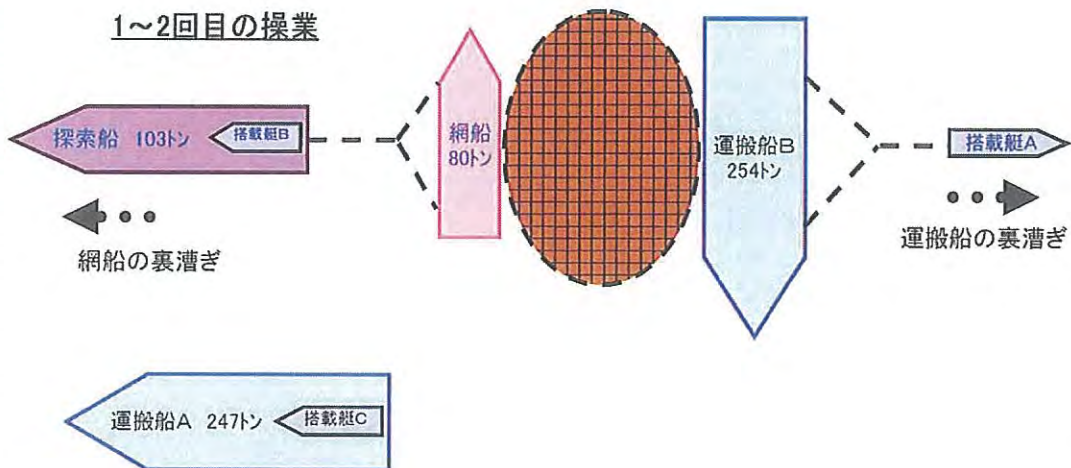 1~2回目の操業
探索船 103トン
搭載艇B
網船
80トン
運搬船B
254トン
搭載艇A
網船の裏漕ぎ
運搬船の裏漕ぎ
運搬船A 247トン
搭載艇C